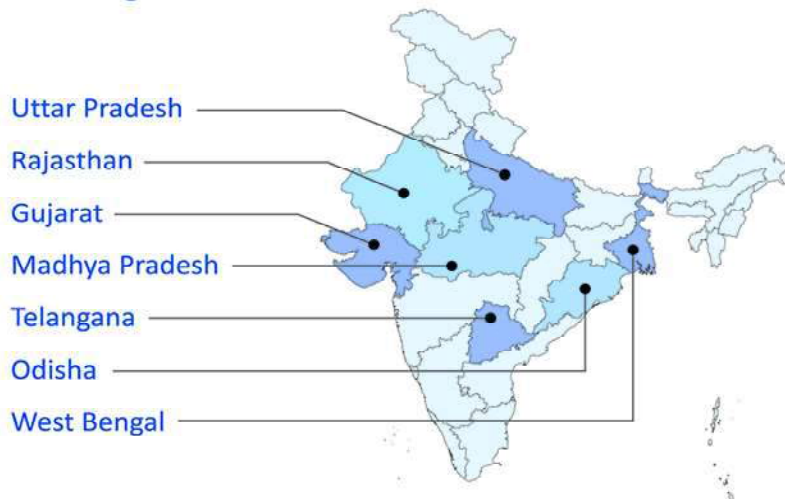 Uttar Pradesh
Rajasthan
Gujarat
Madhya Pradesh
Telangana
Odisha
West Bengal